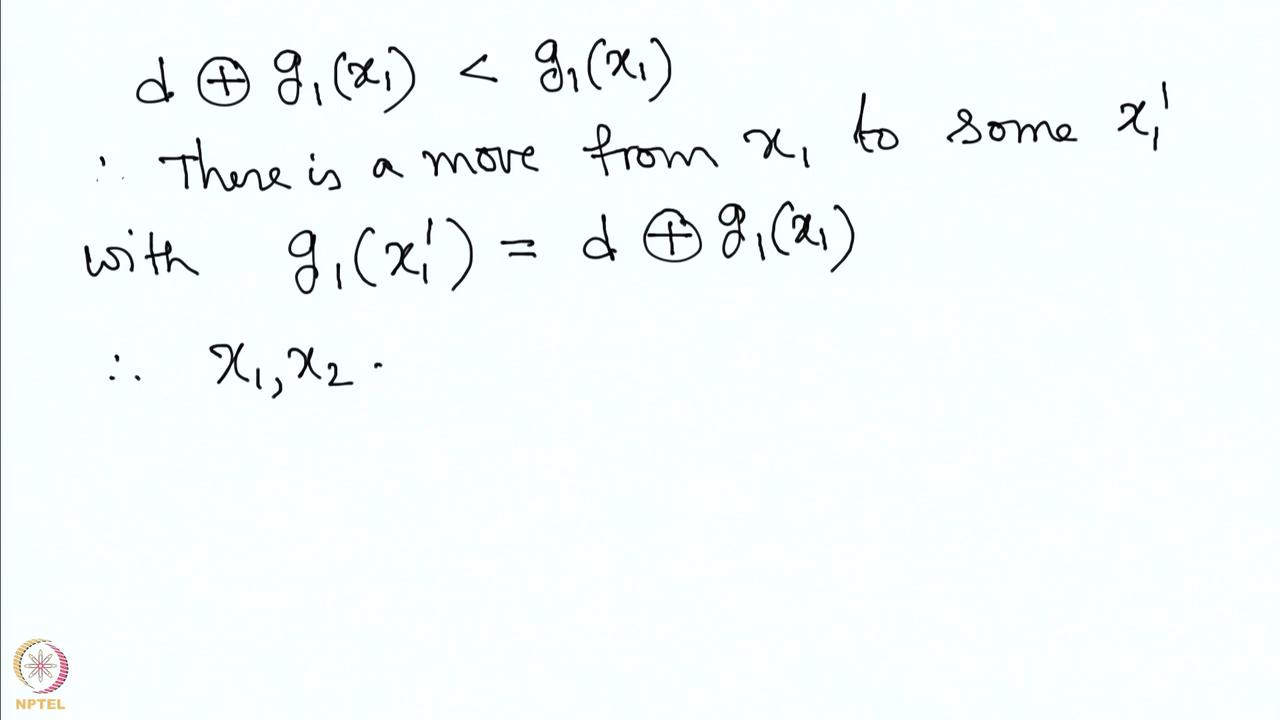 d ⊕ g₁(x₁) < g₁(x₁)
∴ There is a move from x₁ to some x₁'
with g₁(x₁') = d ⊕ g₁(x₁)
∴ x₁, x₂ ·
NPTEL